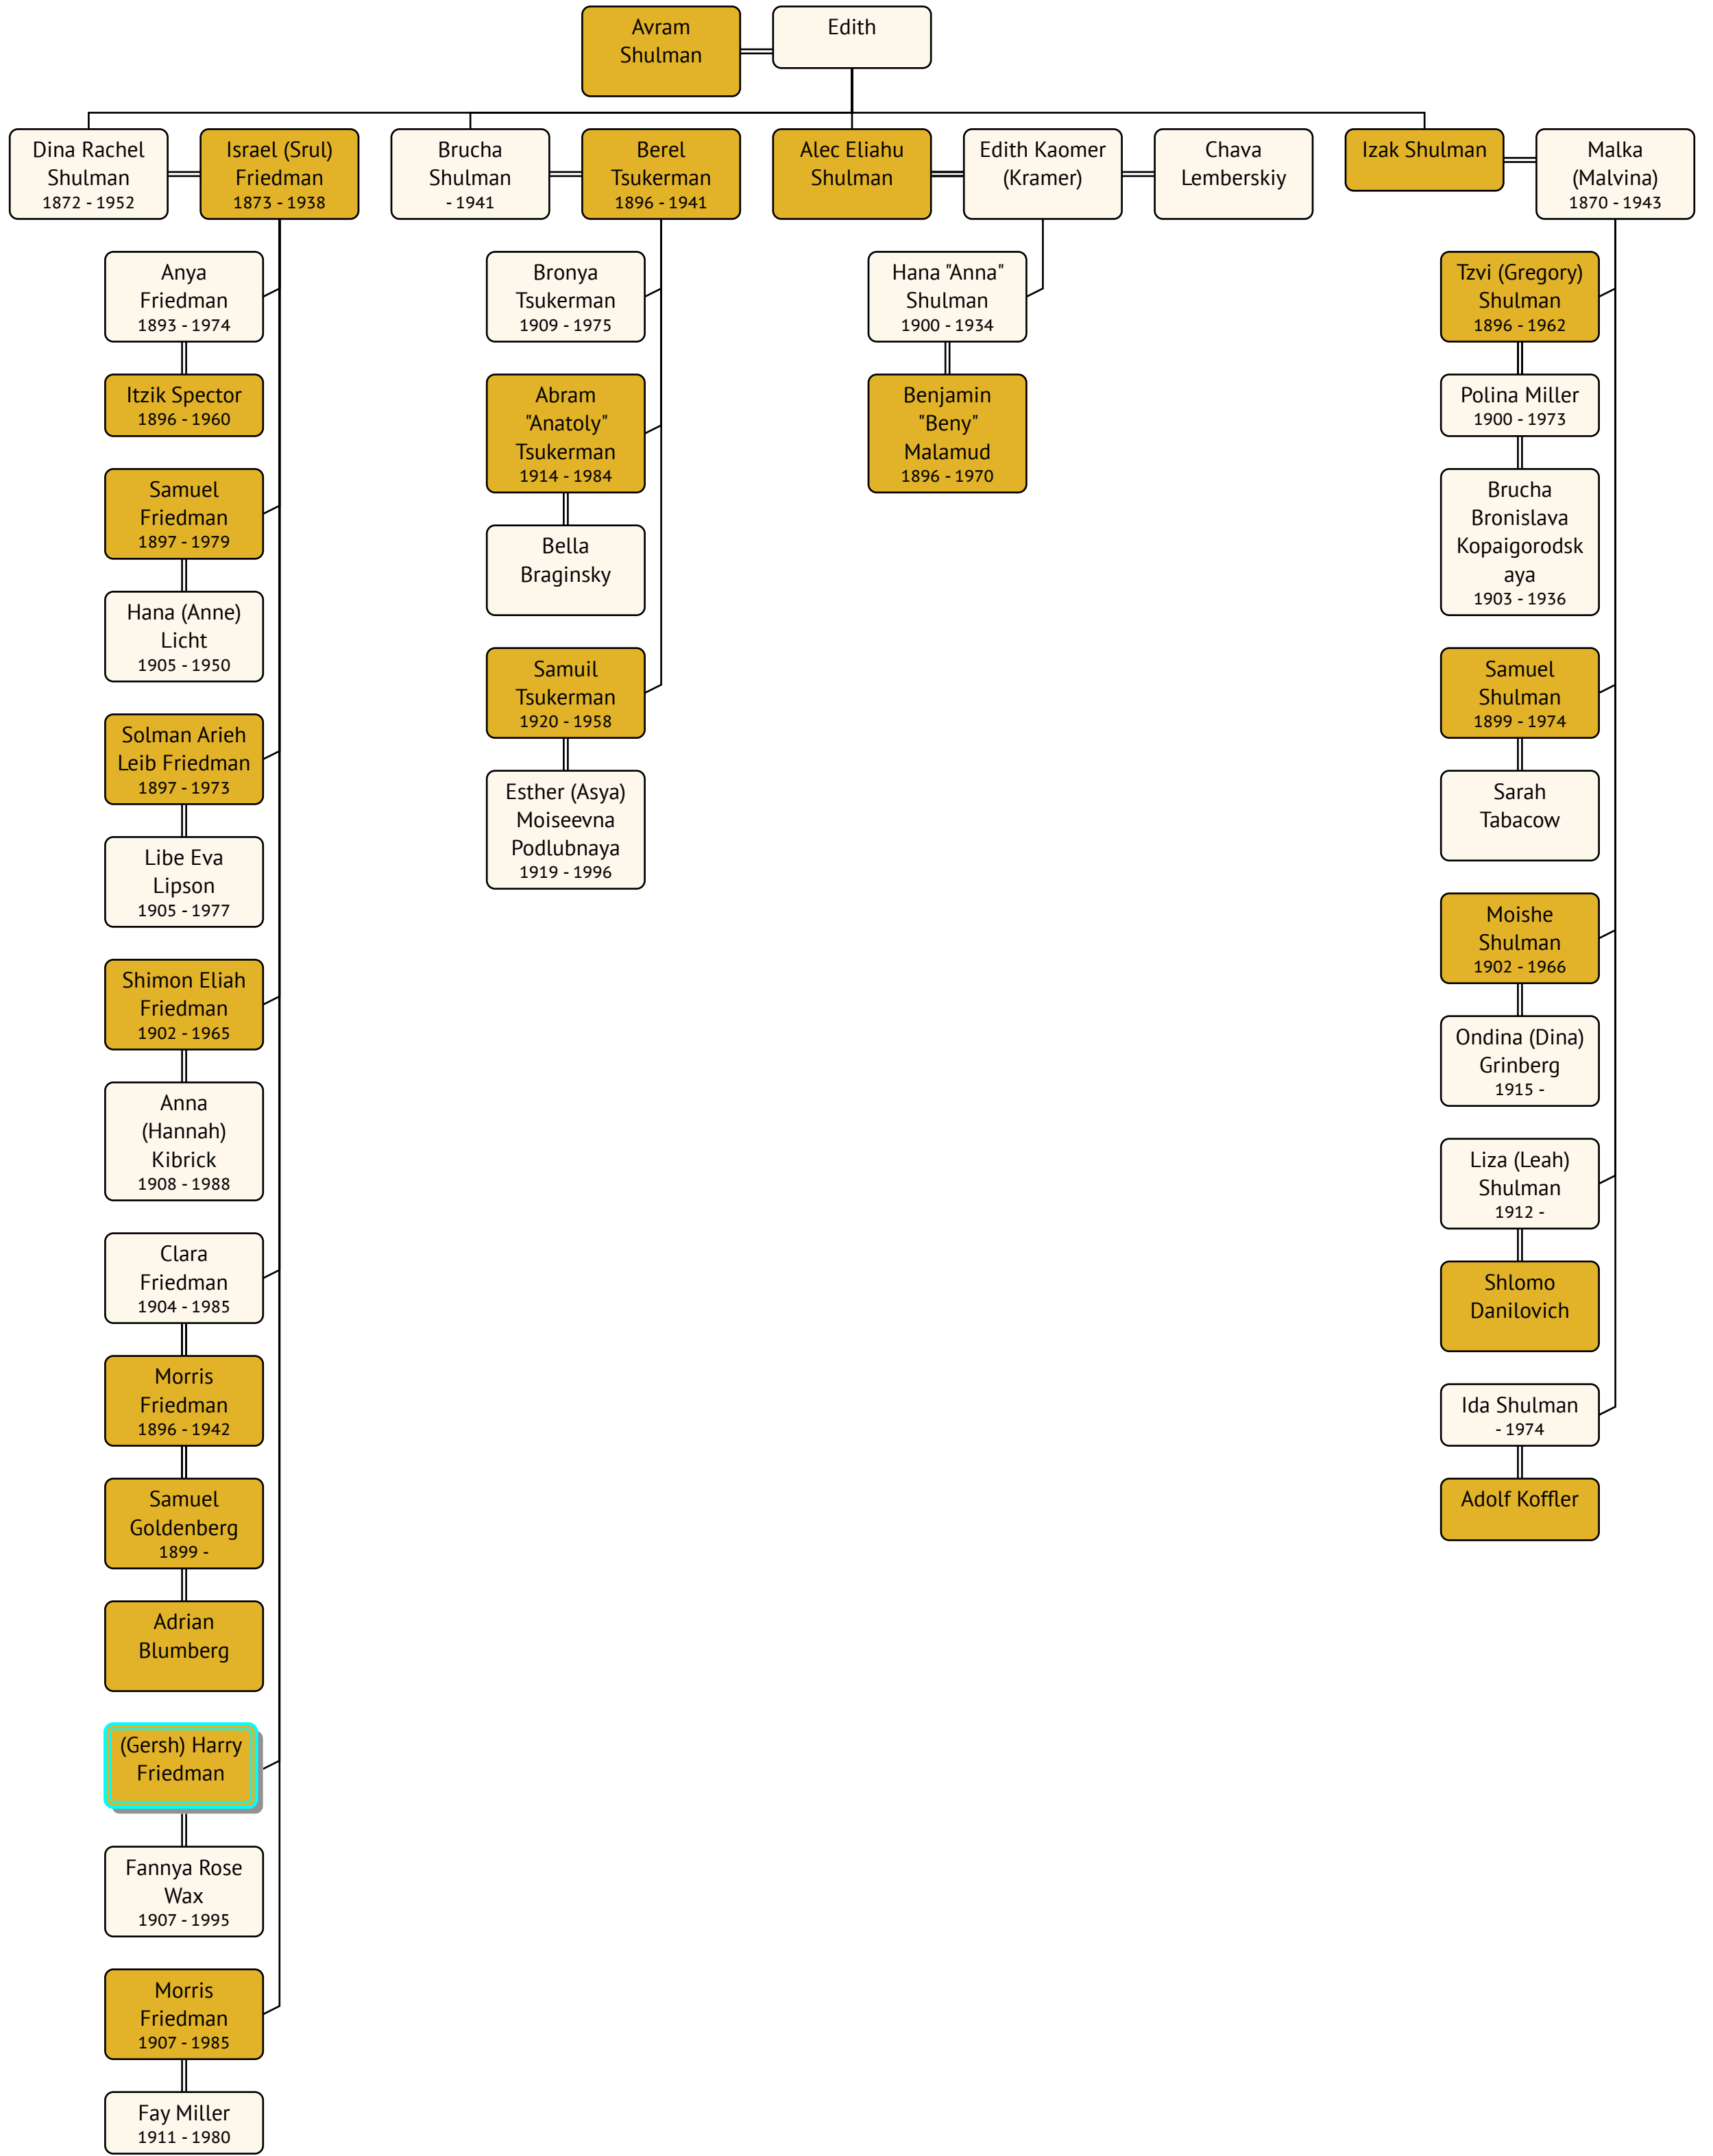 Avram
Shulman
Edith
Dina Rachel
Shulman
1872 - 1952
Israel (Srul)
Friedman
1873 - 1938
Brucha
Shulman
- 1941
Berel
Tsukerman
1896 - 1941
Alec Eliahu
Shulman
Edith Kaomer
(Kramer)
Chava
Lemberskiy
Izak Shulman
Malka
(Malvina)
1870 - 1943
Anya
Friedman
1893 - 1974
Itzik Spector
1896 - 1960
Samuel
Friedman
1897 - 1979
Hana (Anne)
Licht
1905 - 1950
Solman Arieh
Leib Friedman
1897 - 1973
Libe Eva
Lipson
1905 - 1977
Shimon Eliah
Friedman
1902 - 1965
Anna
(Hannah)
Kibrick
1908 - 1988
Clara
Friedman
1904 - 1985
Morris
Friedman
1896 - 1942
Samuel
Goldenberg
1899 -
Adrian
Blumberg
(Gersh) Harry
Friedman
Fannya Rose
Wax
1907 - 1995
Morris
Friedman
1907 - 1985
Fay Miller
1911 - 1980
Bronya
Tsukerman
1909 - 1975
Abram
"Anatoly"
Tsukerman
1914 - 1984
Bella
Braginsky
Samuil
Tsukerman
1920 - 1958
Esther (Asya)
Moiseevna
Podlubnaya
1919 - 1996
Hana "Anna"
Shulman
1900 - 1934
Benjamin
"Beny"
Malamud
1896 - 1970
Tzvi (Gregory)
Shulman
1896 - 1962
Polina Miller
1900 - 1973
Brucha
Bronislava
Kopaigorodsk
aya
1903 - 1936
Samuel
Shulman
1899 - 1974
Sarah
Tabacow
Moishe
Shulman
1902 - 1966
Ondina (Dina)
Grinberg
1915 -
Liza (Leah)
Shulman
1912 -
Shlomo
Danilovich
Ida Shulman
- 1974
Adolf Koffler